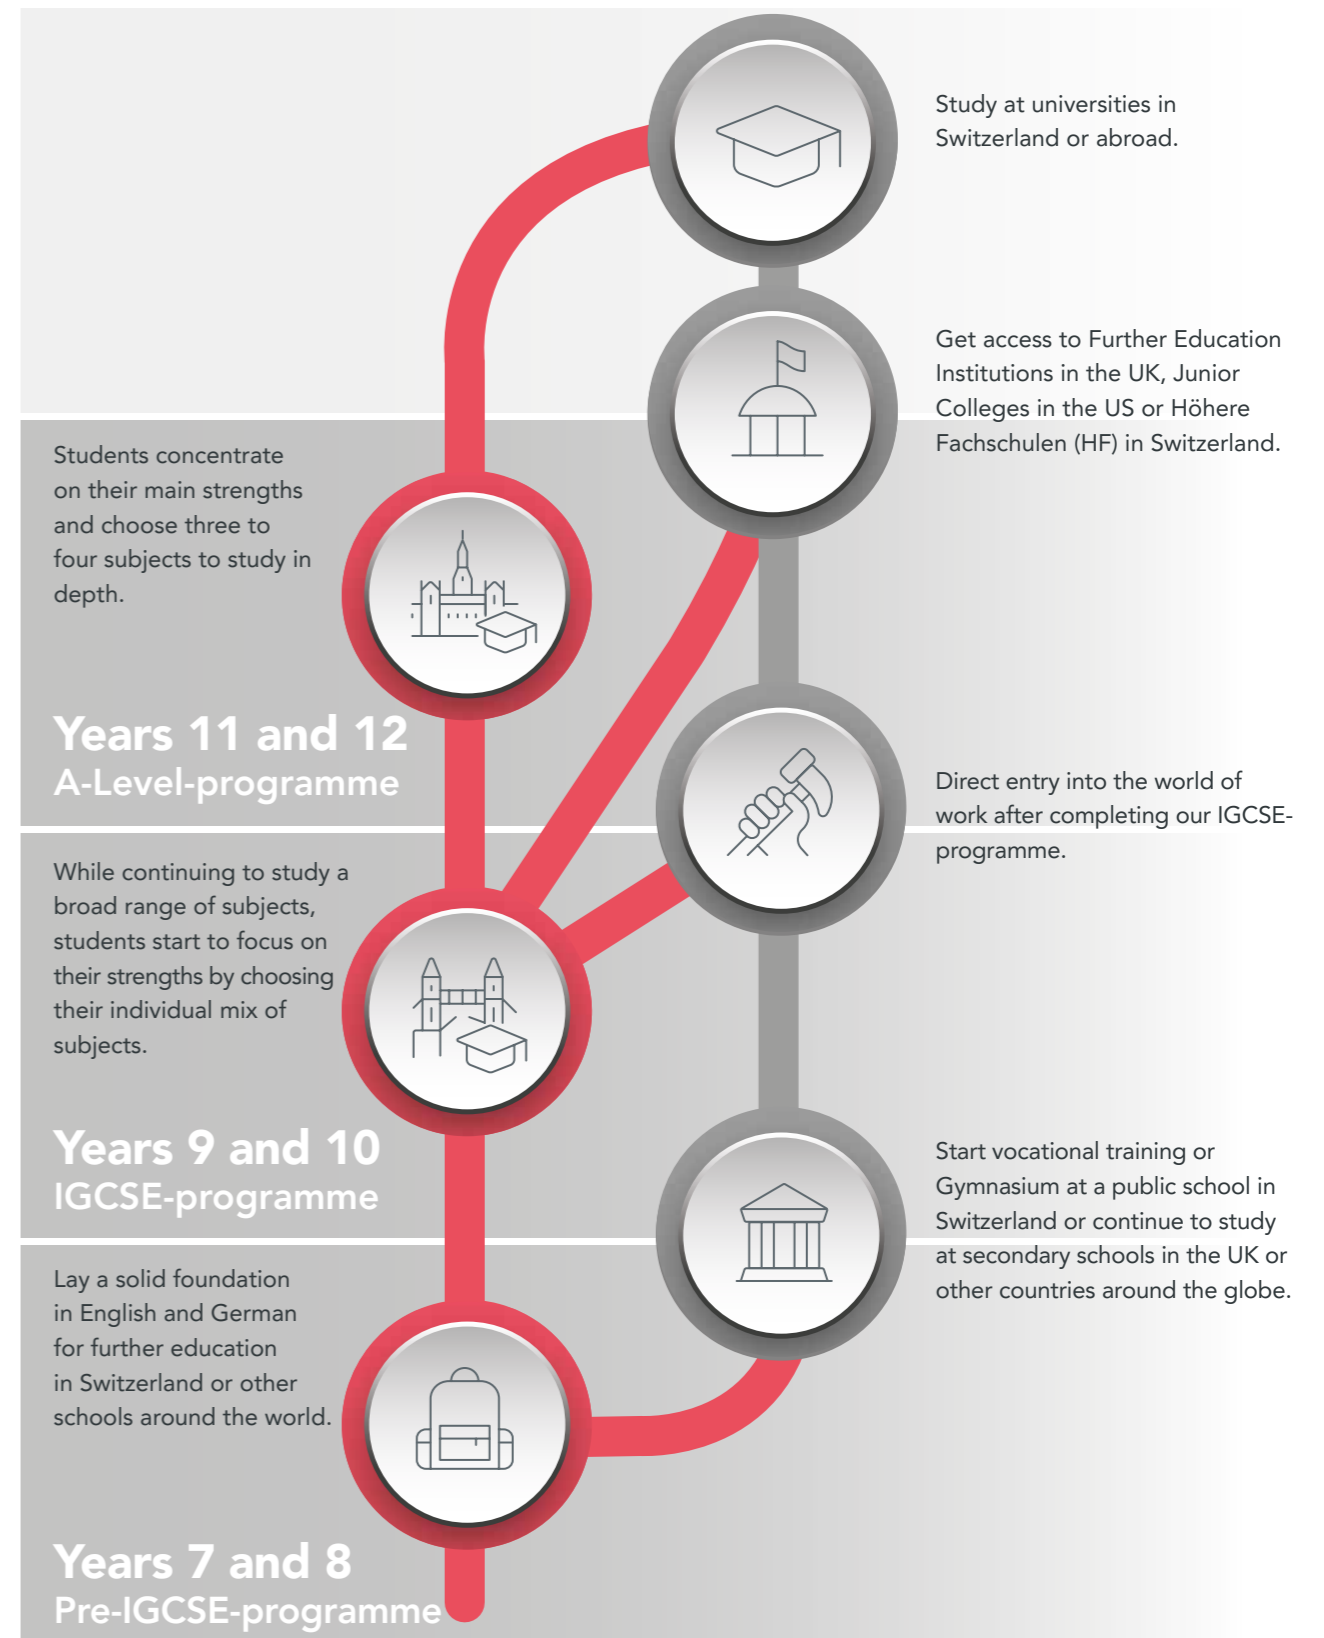 Study at universities in
Switzerland or abroad.
Get access to Further Education
Institutions in the UK, Junior
Colleges in the US or Höhere
Fachschulen (HF) in Switzerland.
Students concentrate
on their main strengths
and choose three to
four subjects to study in
depth.
Years 11 and 12
A-Level-programme
Direct entry into the world of
work after completing our IGCSE-
programme.
While continuing to study a
broad range of subjects,
students start to focus on
their strengths by choosing
their individual mix of
subjects.
Years 9 and 10
IGCSE-programme
Start vocational training or
Gymnasium at a public school in
Switzerland or continue to study
at secondary schools in the UK or
other countries around the globe.
Lay a solid foundation
in English and German
for further education
in Switzerland or other
schools around the world.
Years 7 and 8
Pre-IGCSE-programme